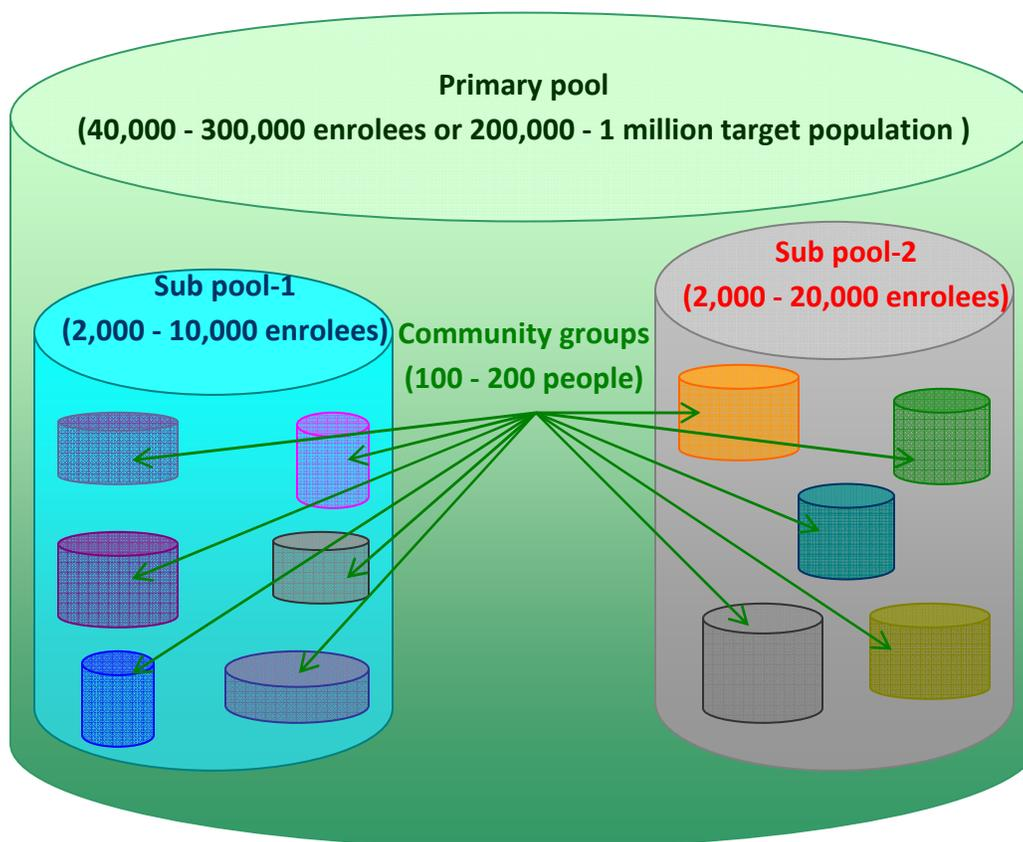 Primary pool
(40,000 - 300,000 enrolees or 200,000 - 1 million target population )
Sub pool-1
(2,000 - 10,000 enrolees)
Community groups
(100 - 200 people)
Sub pool-2
(2,000 - 20,000 enrolees)